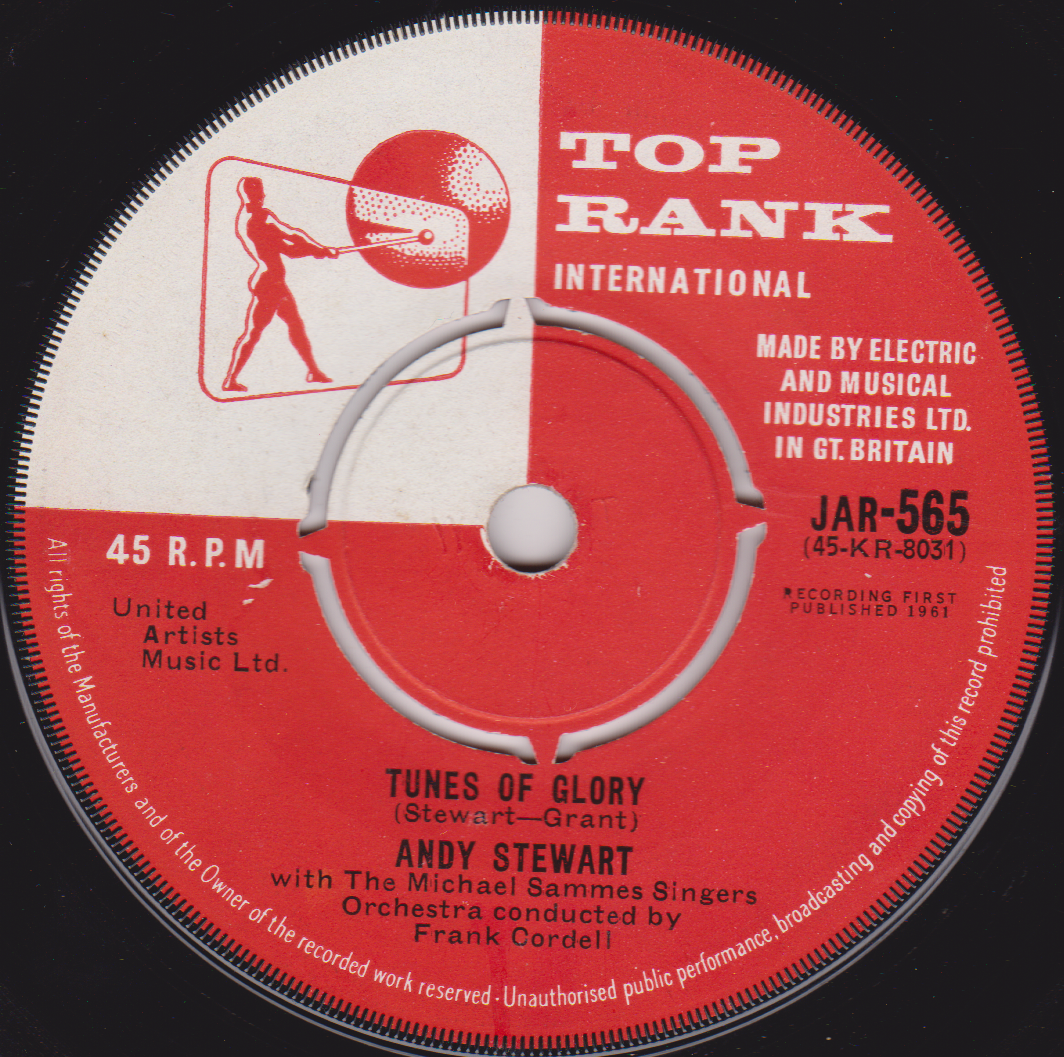 TOP
RANK
INTERNATIONAL
MADE BY ELECTRIC
AND MUSICAL
INDUSTRIES LTD.
IN GT. BRITAIN
JAR-565
(45-KR-8031)
RECORDING FIRST
PUBLISHED 1961
45 R.P.M
United
Artists
Music Ltd.
TUNES OF GLORY
(Stewart—Grant)
ANDY STEWART
with The Michael Sammes Singers
Orchestra conducted by
Frank Cordell
All rights of the Manufacturers and of the Owner of the recorded work reserved · Unauthorised public performance, broadcasting and copying of this record prohibited